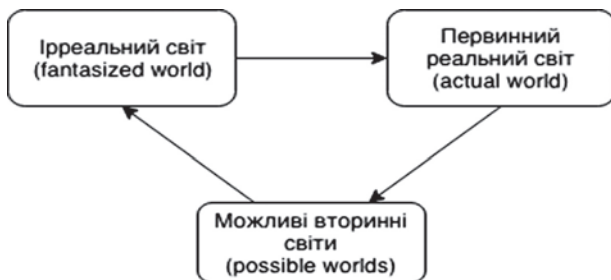 Ірреальний світ
(fantasized world)
Первинний
реальний світ
(actual world)
Можливі вторинні
світи
(possible worlds)